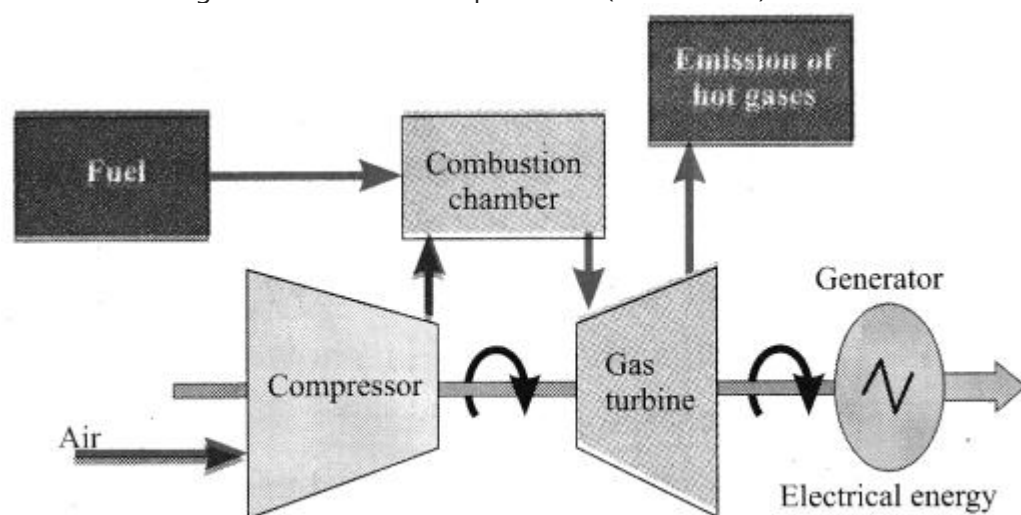 Emission of
hot gases
Fuel
Combustion
chamber
Generator
Compressor
Gas
turbine
Air
Electrical energy